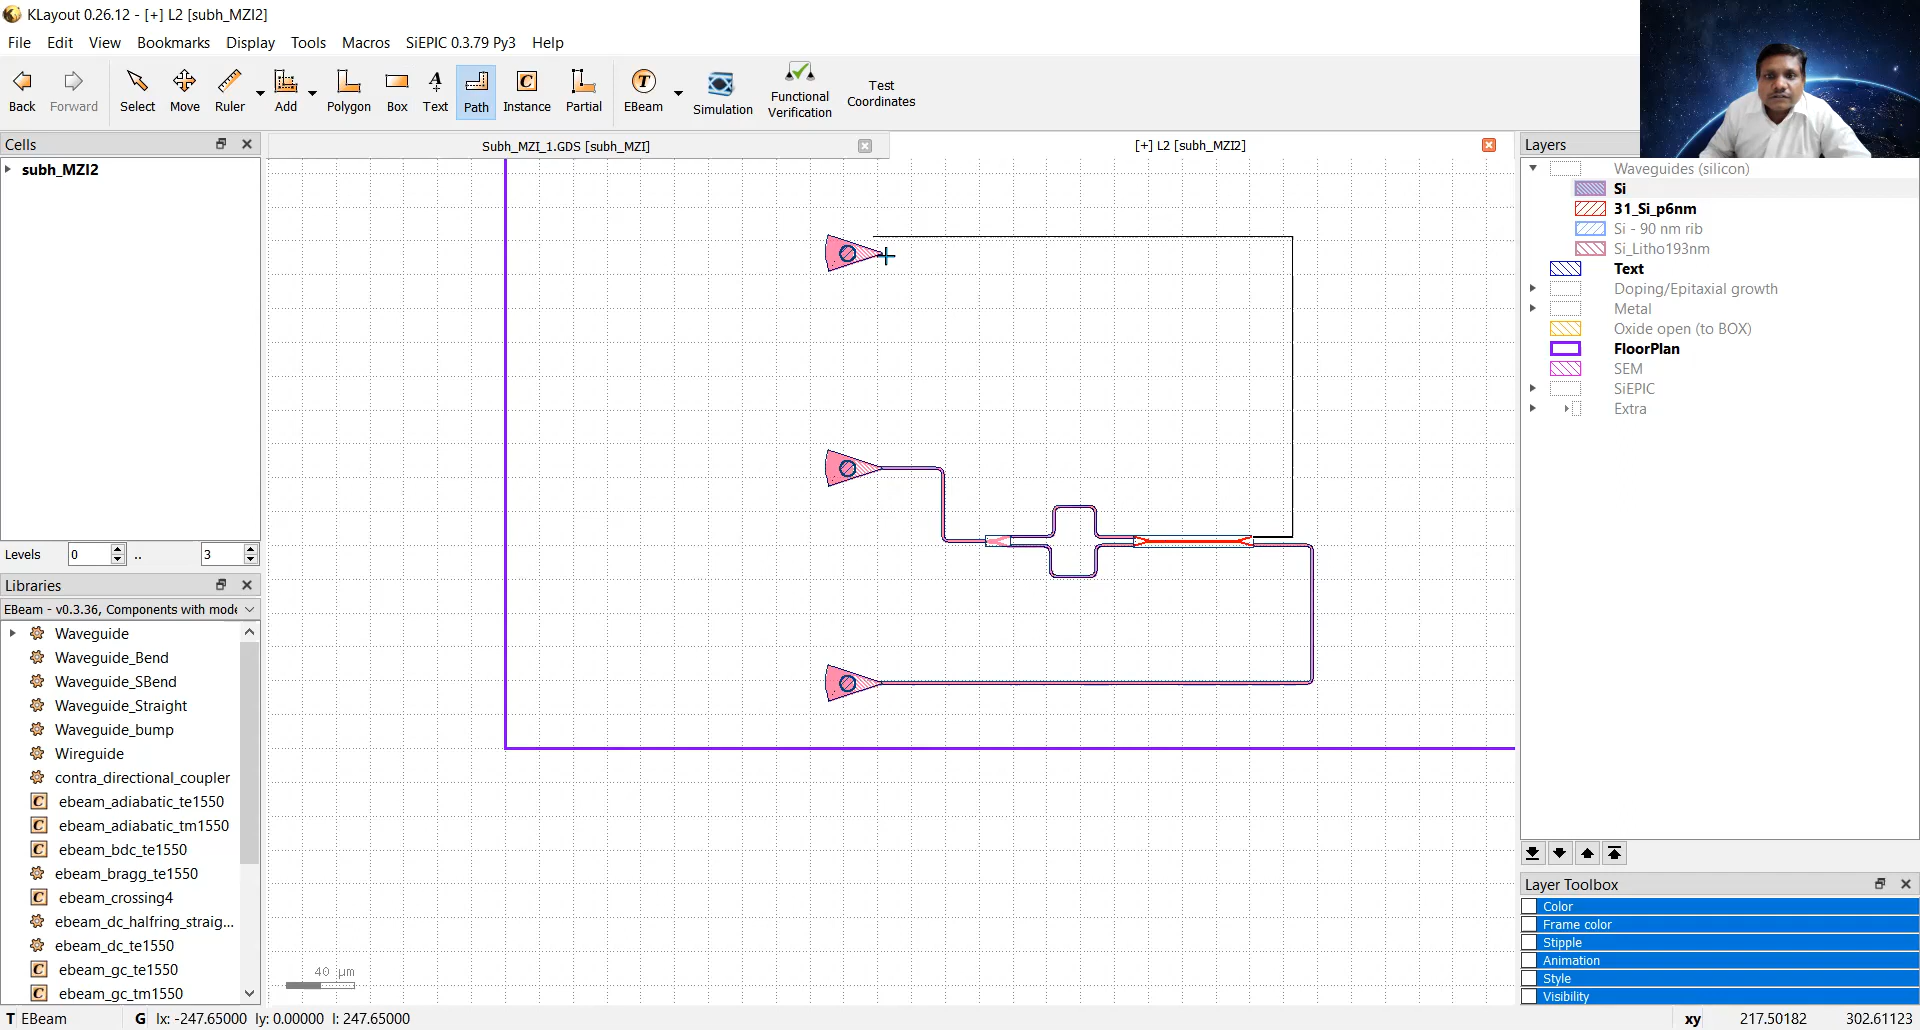 KLayout 0.26.12 - [+] L2 [subh_MZI2]
File Edit View Bookmarks Display Tools Macros SiEPIC 0.3.79 Py3 Help
Back Forward Select Move Ruler Add Polygon Box Text Path Instance Partial EBeam Simulation Functional Verification Test Coordinates
Cells
subh_MZI2
Levels 0 .. 3
Libraries
EBeam - v0.3.36, Components with mode
Waveguide
Waveguide_Bend
Waveguide_SBend
Waveguide_Straight
Waveguide_bump
Wireguide
contra_directional_coupler
ebeam_adiabatic_te1550
ebeam_adiabatic_tm1550
ebeam_bdc_te1550
ebeam_bragg_te1550
ebeam_crossing4
ebeam_dc_halfring_straig...
ebeam_dc_te1550
ebeam_gc_te1550
ebeam_gc_tm1550
Subh_MZI_1.GDS [subh_MZI]
[+] L2 [subh_MZI2]
40 µm
Layers
Waveguides (silicon)
Si
31_Si_p6nm
Si - 90 nm rib
Si_Litho193nm
Text
Doping/Epitaxial growth
Metal
Oxide open (to BOX)
FloorPlan
SEM
SiEPIC
Extra
Layer Toolbox
Color
Frame color
Stipple
Animation
Style
Visibility
T EBeam G lx: -247.65000 ly: 0.00000 l: 247.65000 xy 217.50182 302.61123